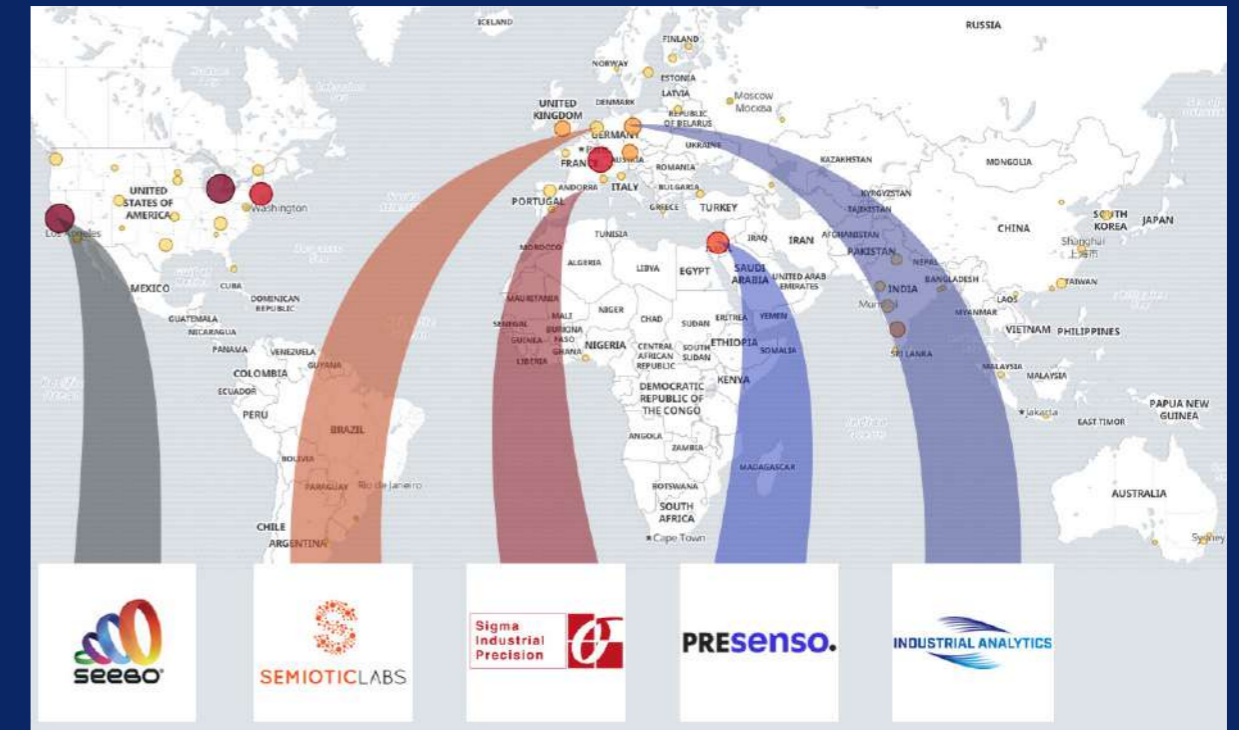 ICELAND
RUSSIA
FINLAND
NORWAY
ESTONIA
LATVIA
Moscow
Москва
UNITED
KINGDOM
DENMARK
REPUBLIC
OF BELARUS
GERMANY
UKRAINE
KAZAKHSTAN
MONGOLIA
FRANCE
AUSTRIA
ROMANIA
UNITED
STATES OF
AMERICA
Washington
ANDORRA
ITALY
BULGARIA
KYRGYZSTAN
PORTUGAL
GREECE
TURKEY
TAJIKISTAN
CHINA
SOUTH
KOREA
JAPAN
Los Angeles
TUNISIA
IRAQ
IRAN
AFGHANISTAN
Shanghai
上海市
MOROCCO
PAKISTAN
NEPAL
ALGERIA
LIBYA
EGYPT
SAUDI
ARABIA
UNITED ARAB
EMIRATES
BANGLADESH
TAIWAN
MEXICO
CUBA
INDIA
DOMINICAN
REPUBLIC
MAURITANIA
LAOS
Mumbai
MYANMAR
GUATEMALA
MALI
NIGER
CHAD
SUDAN
ERITREA
YEMEN
NICARAGUA
SENEGAL
BURKINA
FASO
VIETNAM
PHILIPPINES
GUINEA
GHANA
NIGERIA
CENTRAL
AFRICAN
REPUBLIC
SOUTH
SUDAN
ETHIOPIA
SOMALIA
SRI LANKA
PANAMA
VENEZUELA
LIBERIA
GUYANA
MALAYSIA
MALAYSIA
COLOMBIA
KENYA
ECUADOR
DEMOCRATIC
REPUBLIC OF
THE CONGO
PAPUA NEW
GUINEA
Jakarta
EAST TIMOR
PERU
BRAZIL
ANGOLA
ZAMBIA
BOLIVIA
MADAGASCAR
PARAGUAY
Rio de Janeiro
BOTSWANA
AUSTRALIA
SOUTH
AFRICA
CHILE
ARGENTINA
Cape Town
Sydney
SEEBO
SEMIOTICLABS
Sigma
Industrial
Precision
PREsenso.
INDUSTRIAL ANALYTICS